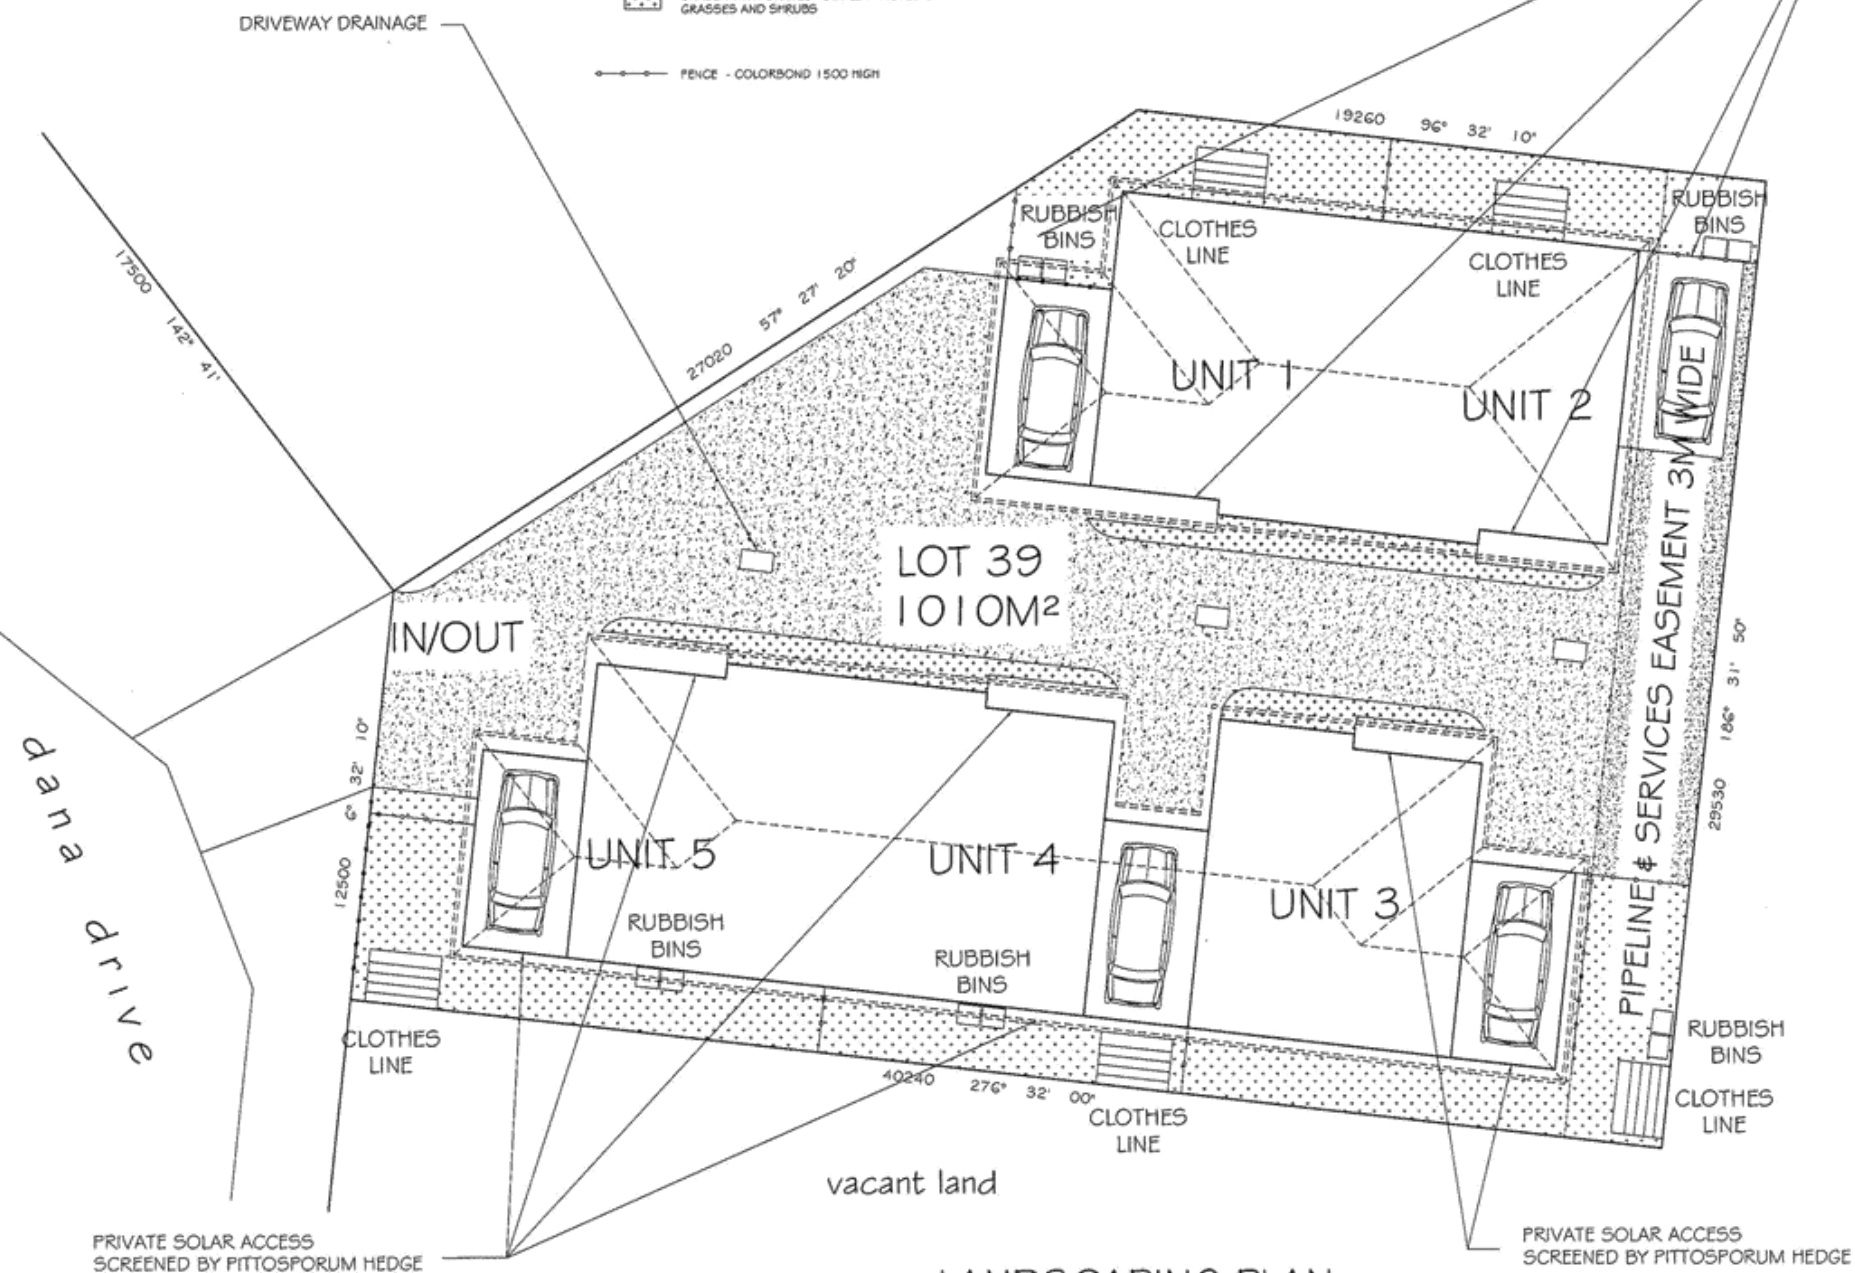 GRASSES AND SHRUBS
DRIVEWAY DRAINAGE
FENCE - COLORBOND 1500 HIGH
19260 96° 32' 10"
RUBBISH
BINS
CLOTHES
LINE
CLOTHES
LINE
RUBBISH
BINS
17500 142° 41'
27020 57° 27' 20"
UNIT 1
UNIT 2
LOT 39
1010M²
IN/OUT
PIPELINE & SERVICES EASEMENT 3M WIDE
29530 186° 31' 50"
dana drive
12500 6° 32' 10"
UNIT 5
UNIT 4
UNIT 3
RUBBISH
BINS
RUBBISH
BINS
CLOTHES
LINE
40240 276° 32' 00"
CLOTHES
LINE
RUBBISH
BINS
CLOTHES
LINE
vacant land
PRIVATE SOLAR ACCESS
SCREENED BY PITTOSPORUM HEDGE
PRIVATE SOLAR ACCESS
SCREENED BY PITTOSPORUM HEDGE
LANDSCAPING PLAN